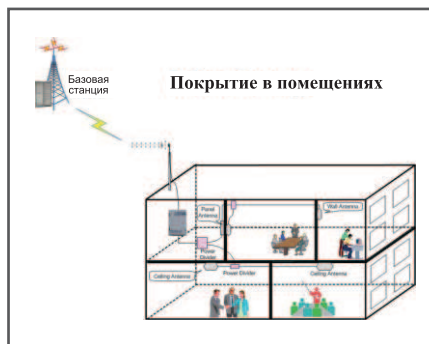 Базовая
станция
Покрытие в помещениях
Panel
Antenna
Wall Antenna
Power
Divider
Ceiling Antenna
Power Divider
Ceiling Antenna